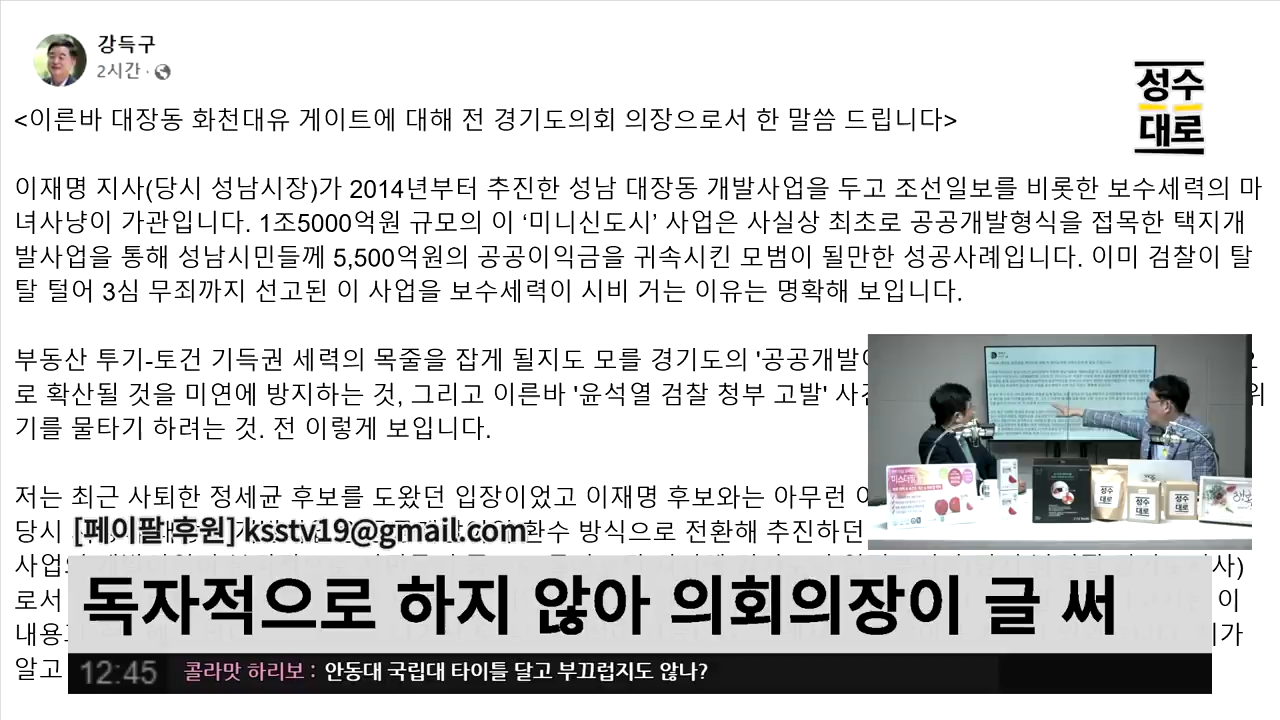 강득구
2시간 ·
성수
대로
<이른바 대장동 화천대유 게이트에 대해 전 경기도의회 의장으로서 한 말씀 드립니다>
이재명 지사(당시 성남시장)가 2014년부터 추진한 성남 대장동 개발사업을 두고 조선일보를 비롯한 보수세력의 마
녀사냥이 가관입니다. 1조5000억원 규모의 이 ‘미니신도시’ 사업은 사실상 최초로 공공개발형식을 접목한 택지개
발사업을 통해 성남시민들께 5,500억원의 공공이익금을 귀속시킨 모범이 될만한 성공사례입니다. 이미 검찰이 탈
탈 털어 3심 무죄까지 선고된 이 사업을 보수세력이 시비 거는 이유는 명확해 보입니다.
부동산 투기-토건 기득권 세력의 목줄을 잡게 될지도 모를 경기도의 '공공개발
로 확산될 것을 미연에 방지하는 것, 그리고 이른바 '윤석열 검찰 청부 고발' 위
기를 물타기 하려는 것. 전 이렇게 보입니다.
저는 최근 사퇴한 정세균 후보를 도왔던 입장이었고 이재명 후보와는 아무런
당시 환수 방식으로 전환해 추진하던
[페이팔 후원] ksstv19@gmail.com
로서 이
내용
알고
독자적으로 하지 않아 의회의장이 글 써
12:45 콜라맛 하리보 : 안동대 국립대 타이틀 달고 부끄럽지도 않나?
미스더팜
성수
대로
성수
대로
성수
대로